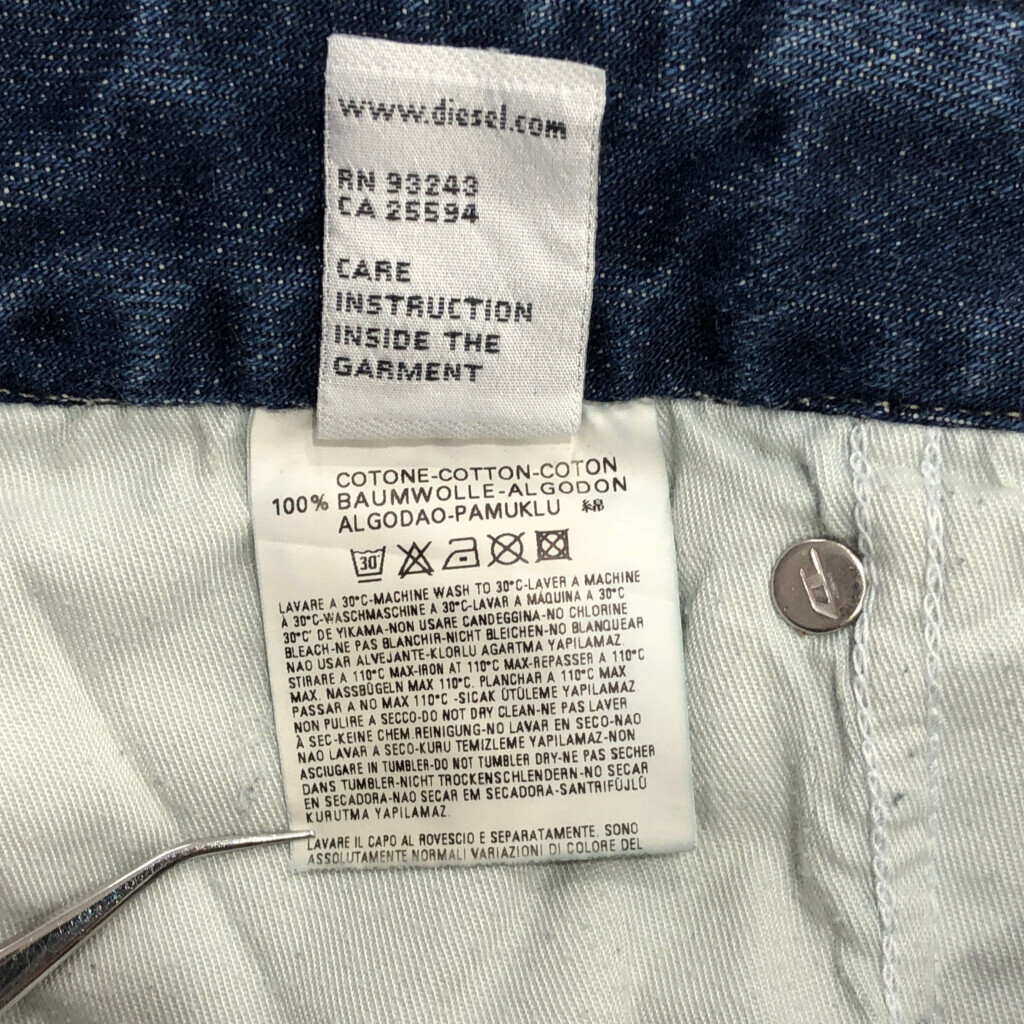 www.diesel.com
RN 93243
CA 25594
CARE
INSTRUCTION
INSIDE THE
GARMENT
COTONE-COTTON-COTON
100% BAUMWOLLE-ALGODON
ALGODAO-PAMUKLU 綿
30
LAVARE A 30°C-MACHINE WASH TO 30°C-LAVER A MACHINE
À 30°C-WASCHMASCHINE A 30°C-LAVAR A MÁQUINA A 30°C
30°C' DE YIKAMA-NON USARE CANDEGGINA-NO CHLORINE
BLEACH-NE PAS BLANCHIR-NICHT BLEICHEN-NO BLANQUEAR
NAO USAR ALVEJANTE-KLORLU AGARTMA YAPILAMAZ.
STIRARE A 110°C MAX-IRON AT 110°C MAX-REPASSER A 110°C
MAX. NASSBÜGELN MAX 110°C. PLANCHAR A 110°C MAX
PASSAR A NO MAX 110°C -SICAK ÜTÜLEME YAPILAMAZ
NON PULIRE A SECCO-DO NOT DRY CLEAN-NE PAS LAVER
À SEC-KEINE CHEM.REINIGUNG-NO LAVAR EN SECO-NAO
NAO LAVAR A SECO-KURU TEMIZLEME YAPILAMAZ-NON
ASCIUGARE IN TUMBLER-DO NOT TUMBLER DRY-NE PAS SECHER
DANS TUMBLER-NICHT TROCKENSCHLENDERN-NO SECAR
EN SECADORA-NAO SECAR EM SECADORA-SANTRIFÜJLÜ
KURUTMA YAPILAMAZ.
LAVARE IL CAPO AL ROVESCIO E SEPARATAMENTE. SONO
ASSOLUTAMENTE NORMALI VARIAZIONI DI COLORE DEL